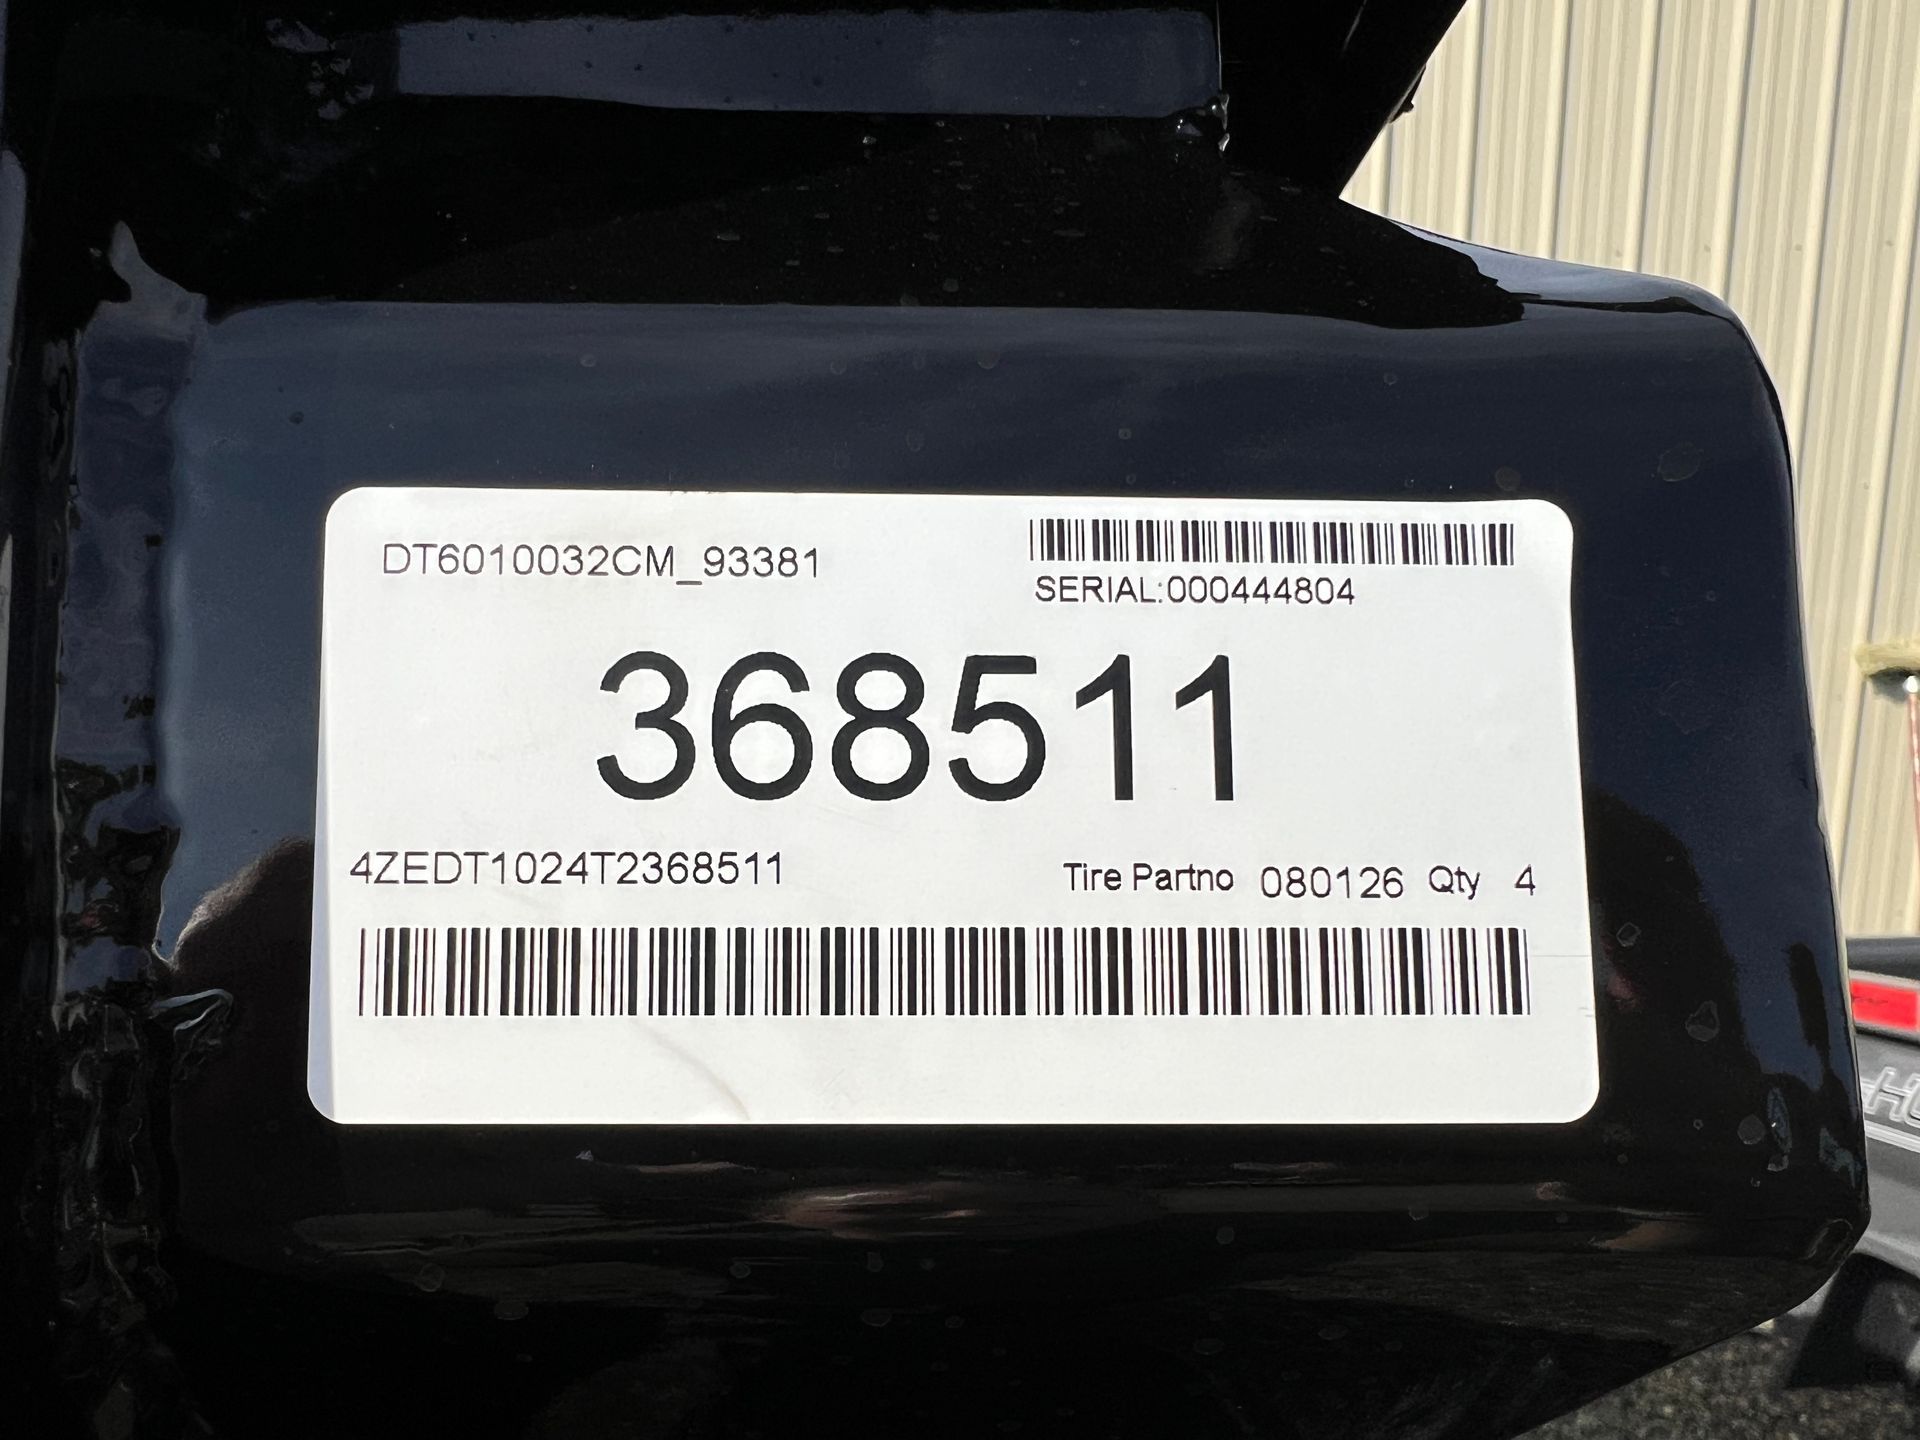 DT6010032CM_93381
SERIAL:000444804
368511
4ZEDT1024T2368511
Tire Partno 080126 Qty 4